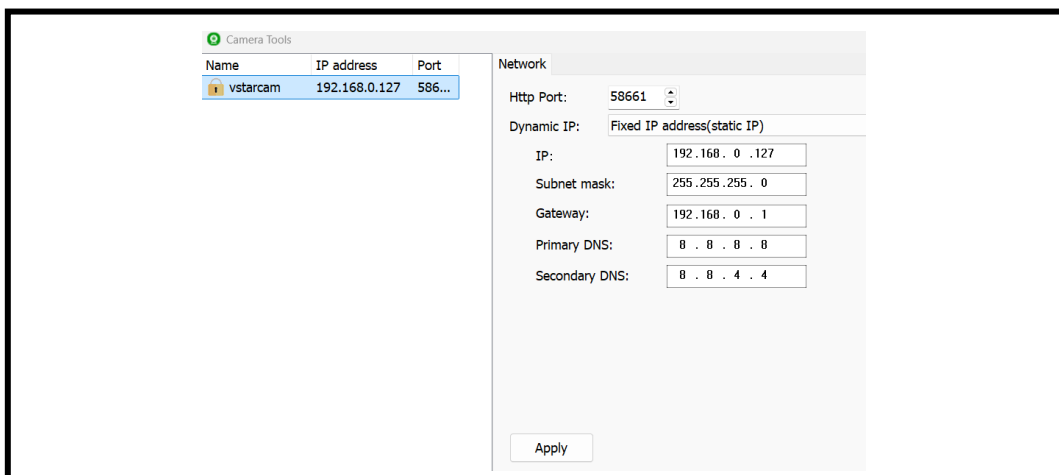 Camera Tools
Name IP address Port
vstarcam 192.168.0.127 586...
Network
Http Port: 58661
Dynamic IP: Fixed IP address(static IP)
IP: 192.168. 0 .127
Subnet mask: 255.255.255. 0
Gateway: 192.168. 0 . 1
Primary DNS: 8 . 8 . 8 . 8
Secondary DNS: 8 . 8 . 4 . 4
Apply